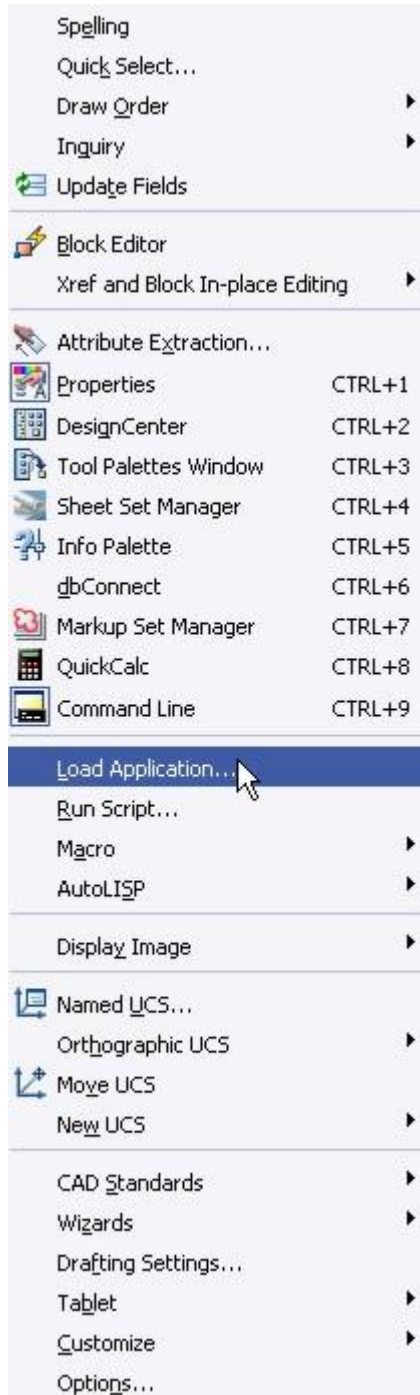 Spelling
Quick Select...
Draw Order
Inquiry
Update Fields
Block Editor
Xref and Block In-place Editing
Attribute Extraction...
Properties CTRL+1
DesignCenter CTRL+2
Tool Palettes Window CTRL+3
Sheet Set Manager CTRL+4
Info Palette CTRL+5
dbConnect CTRL+6
Markup Set Manager CTRL+7
QuickCalc CTRL+8
Command Line CTRL+9
Load Application...
Run Script...
Macro
AutoLISP
Display Image
Named UCS...
Orthographic UCS
Move UCS
New UCS
CAD Standards
Wizards
Drafting Settings...
Tablet
Customize
Options...